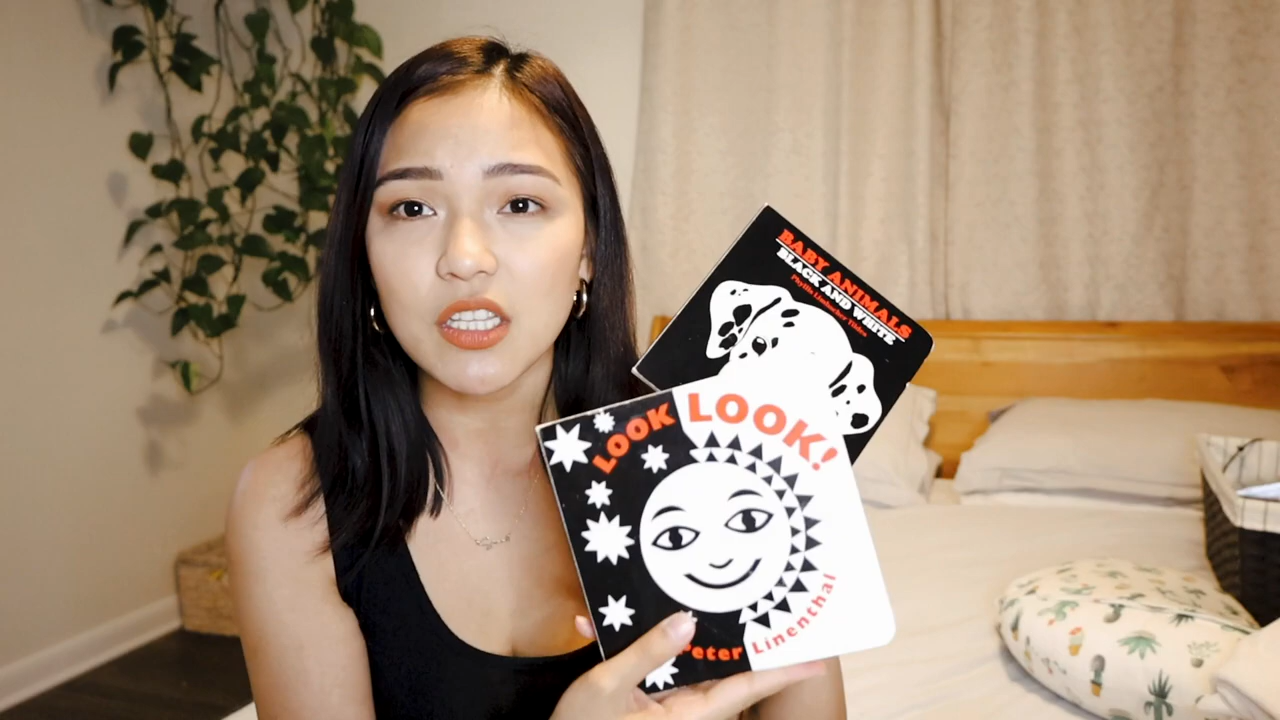 BABY ANIMALS
BLACK AND WHITE
Phyllis Limbacher Tildes
LOOK LOOK!
Peter Linenthal